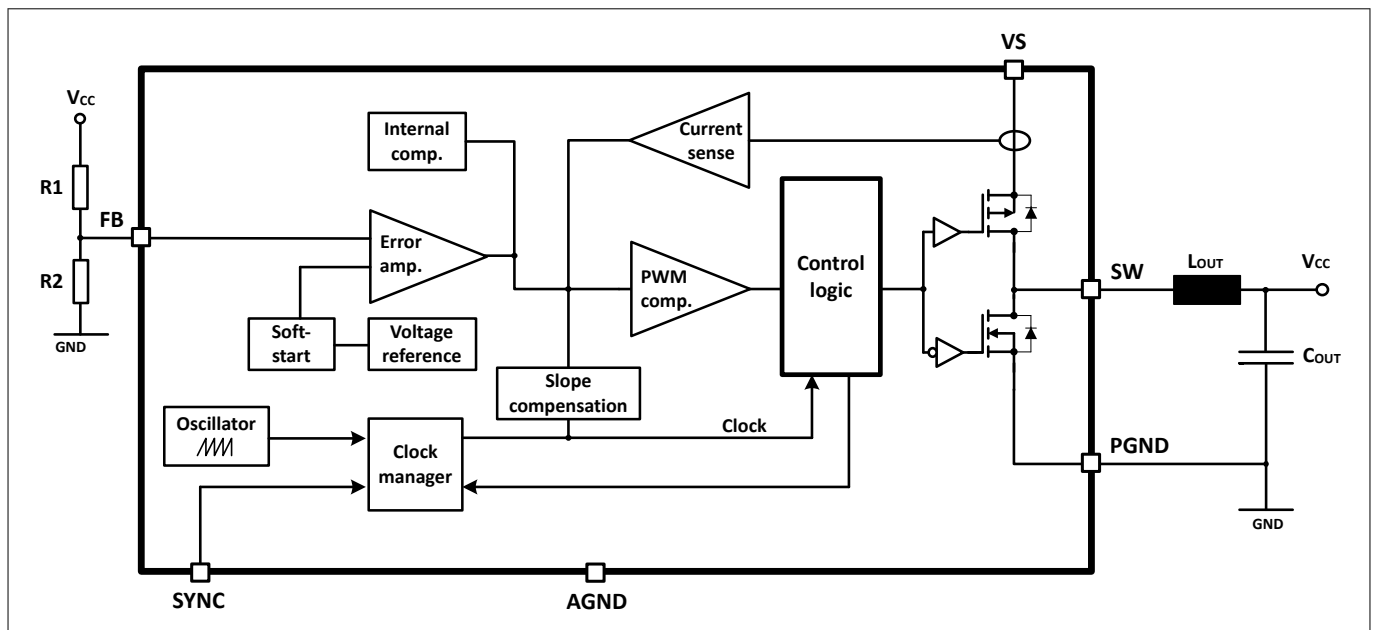 VS
VCC
Internal
comp.
Current
sense
R1
FB
Error
amp.
Control
logic
PWM
comp.
SW
LOUT
VCC
R2
GND
Soft-
start
Voltage
reference
COUT
Slope
compensation
Oscillator
Clock
Clock
manager
PGND
GND
SYNC
AGND